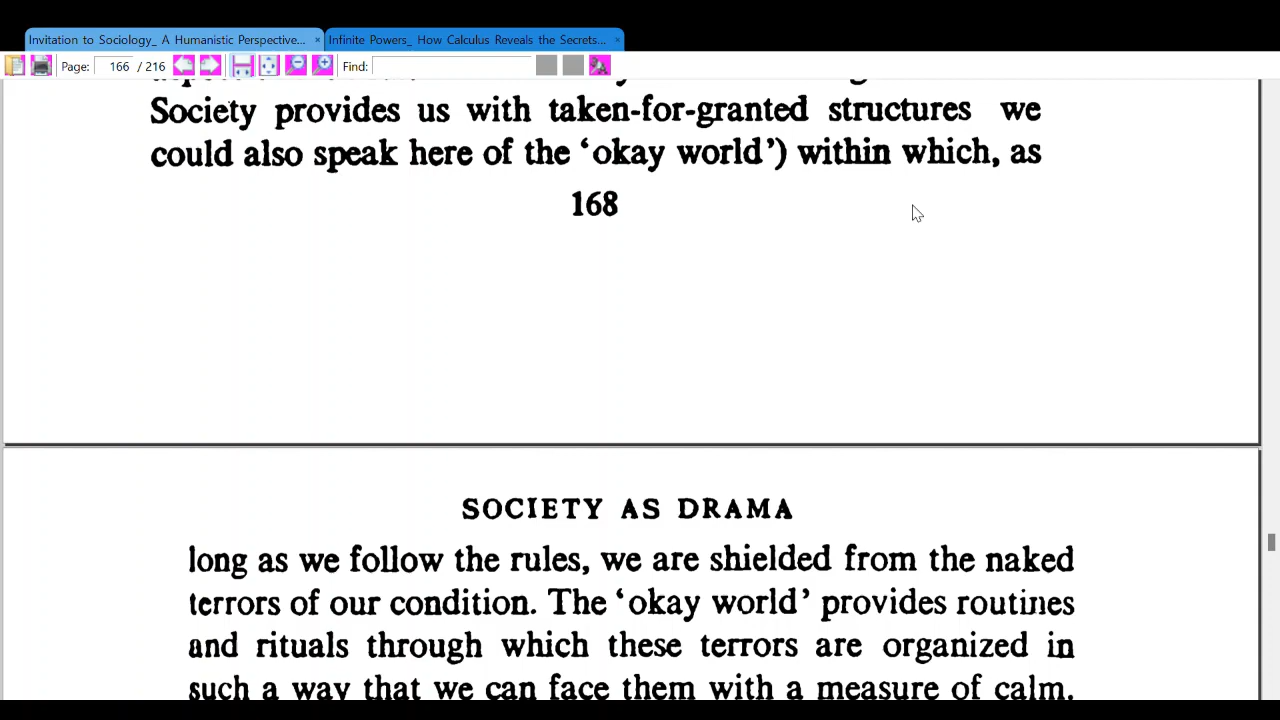 Invitation to Sociology_ A Humanistic Perspective... × Infinite Powers_ How Calculus Reveals the Secrets... ×
Page: 166 / 216 Find:
Society provides us with taken-for-granted structures we
could also speak here of the ‘okay world’) within which, as
168
SOCIETY AS DRAMA
long as we follow the rules, we are shielded from the naked
terrors of our condition. The ‘okay world’ provides routines
and rituals through which these terrors are organized in
such a way that we can face them with a measure of calm.